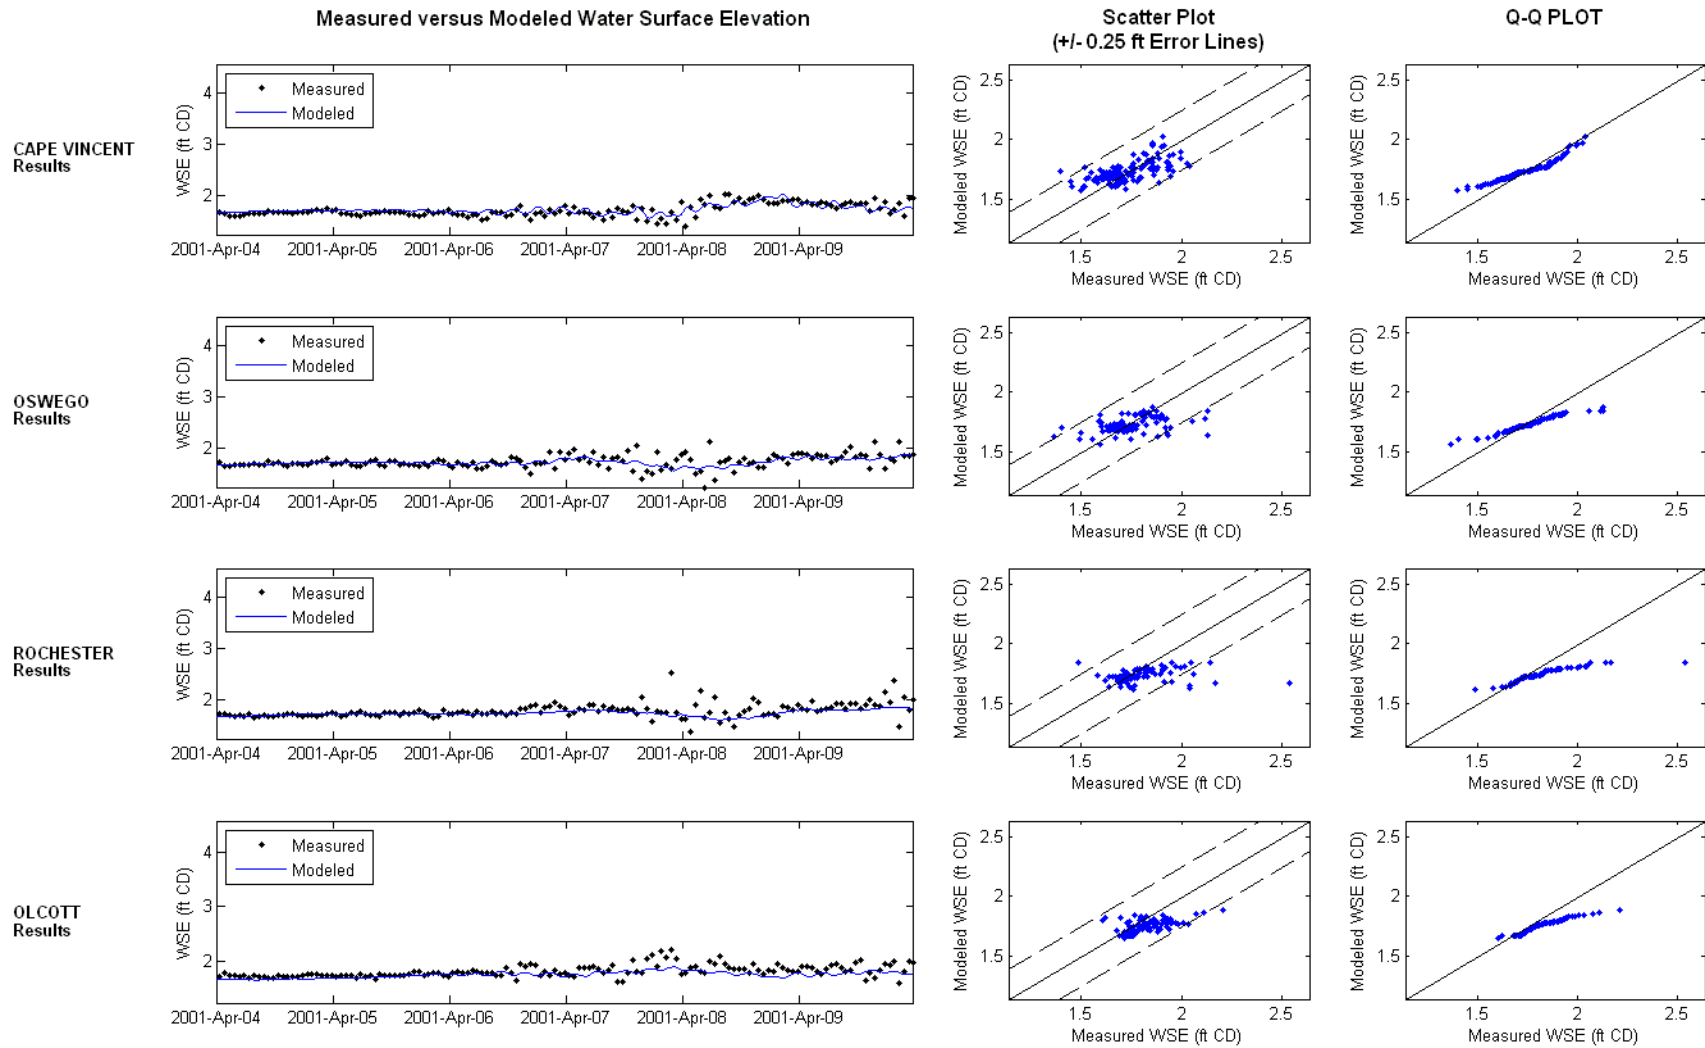 Measured versus Modeled Water Surface Elevation
Scatter Plot
(+/- 0.25 ft Error Lines)
Q-Q PLOT
CAPE VINCENT
Results
WSE (ft CD)
4
3
2
Measured
Modeled
2001-Apr-04 2001-Apr-05 2001-Apr-06 2001-Apr-07 2001-Apr-08 2001-Apr-09
Modeled WSE (ft CD)
2.5
2
1.5
1.5 2 2.5
Measured WSE (ft CD)
Modeled WSE (ft CD)
2.5
2
1.5
1.5 2 2.5
Measured WSE (ft CD)
OSWEGO
Results
WSE (ft CD)
4
3
2
Measured
Modeled
2001-Apr-04 2001-Apr-05 2001-Apr-06 2001-Apr-07 2001-Apr-08 2001-Apr-09
Modeled WSE (ft CD)
2.5
2
1.5
1.5 2 2.5
Measured WSE (ft CD)
Modeled WSE (ft CD)
2.5
2
1.5
1.5 2 2.5
Measured WSE (ft CD)
ROCHESTER
Results
WSE (ft CD)
4
3
2
Measured
Modeled
2001-Apr-04 2001-Apr-05 2001-Apr-06 2001-Apr-07 2001-Apr-08 2001-Apr-09
Modeled WSE (ft CD)
2.5
2
1.5
1.5 2 2.5
Measured WSE (ft CD)
Modeled WSE (ft CD)
2.5
2
1.5
1.5 2 2.5
Measured WSE (ft CD)
OLCOTT
Results
WSE (ft CD)
4
3
2
Measured
Modeled
2001-Apr-04 2001-Apr-05 2001-Apr-06 2001-Apr-07 2001-Apr-08 2001-Apr-09
Modeled WSE (ft CD)
2.5
2
1.5
1.5 2 2.5
Measured WSE (ft CD)
Modeled WSE (ft CD)
2.5
2
1.5
1.5 2 2.5
Measured WSE (ft CD)